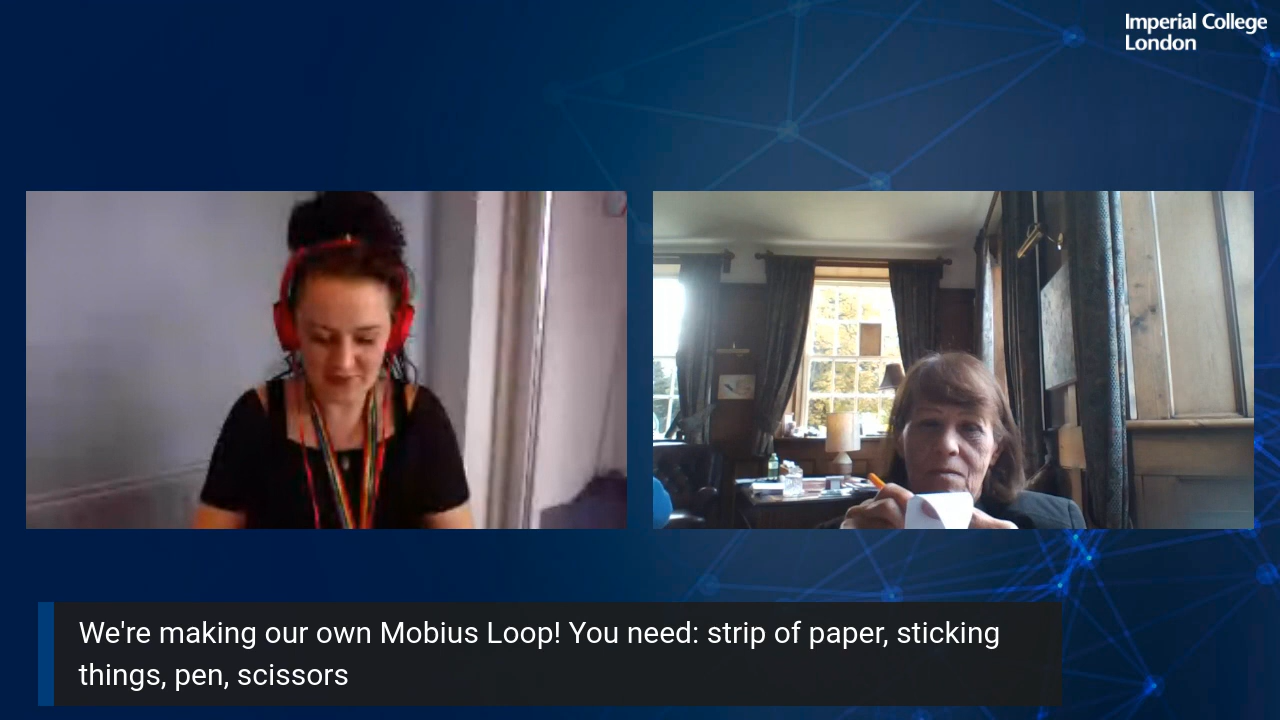 Imperial College
London
We're making our own Mobius Loop! You need: strip of paper, sticking
things, pen, scissors